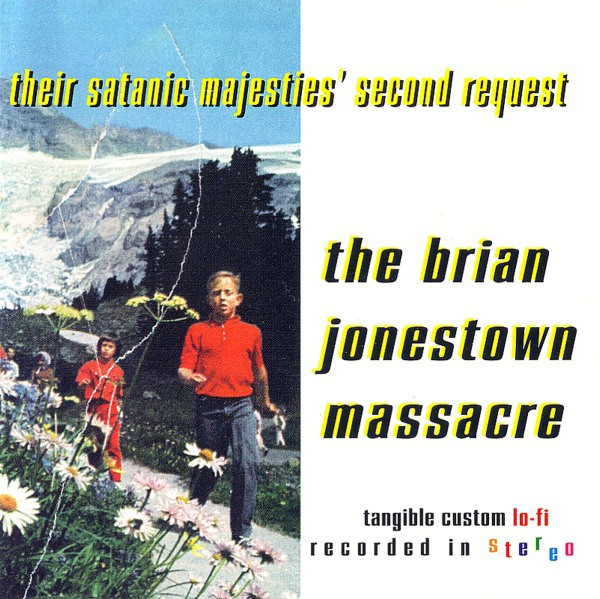 their satanic majesties' second request
the brian
jonestown
massacre
tangible custom lo-fi
recorded in stereo